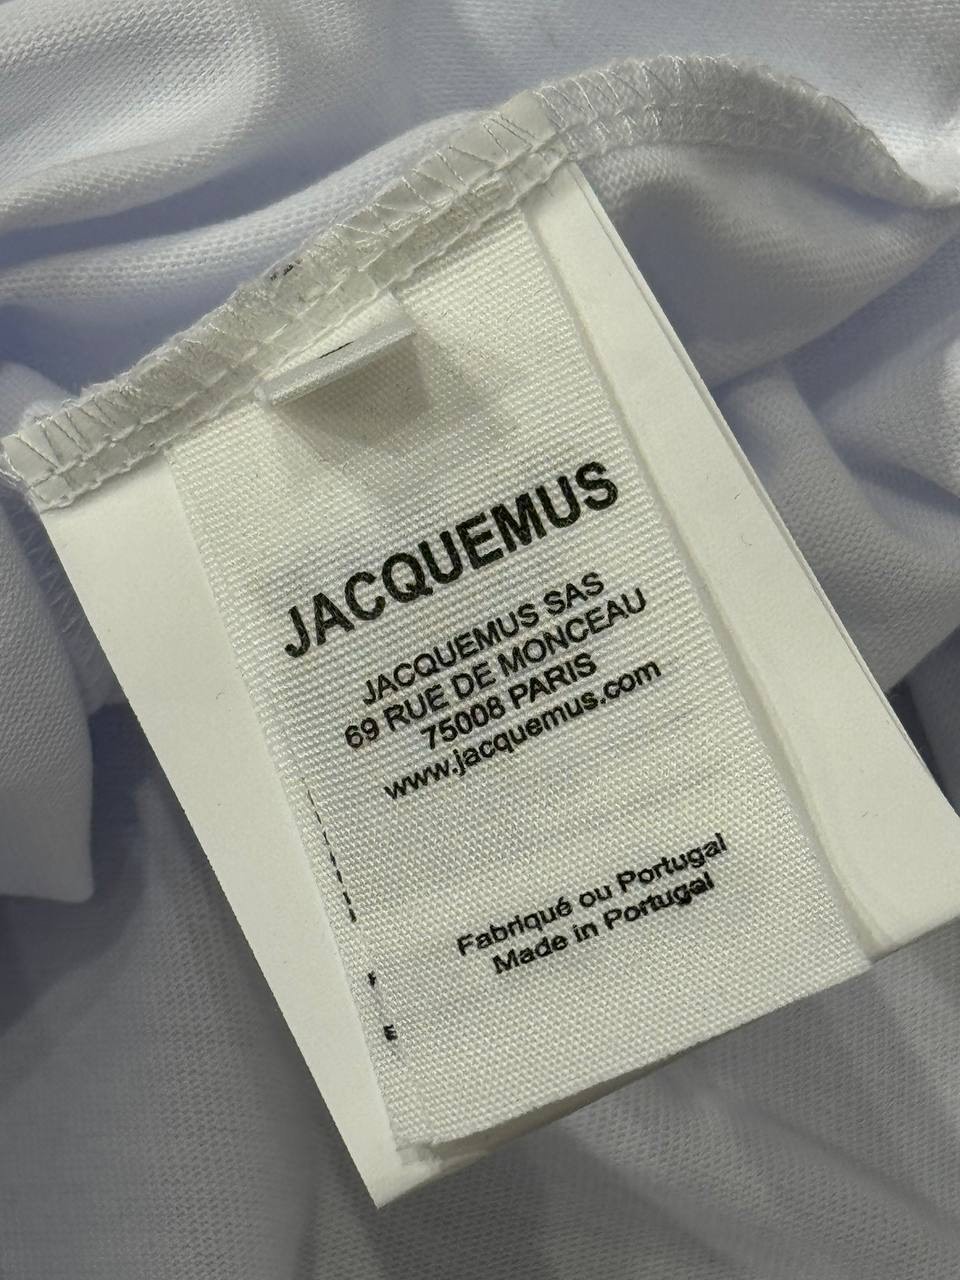 JACQUEMUS
JACQUEMUS SAS
69 RUE DE MONCEAU
75008 PARIS
www.jacquemus.com
Fabriqué ou Portugal
Made in Portugal